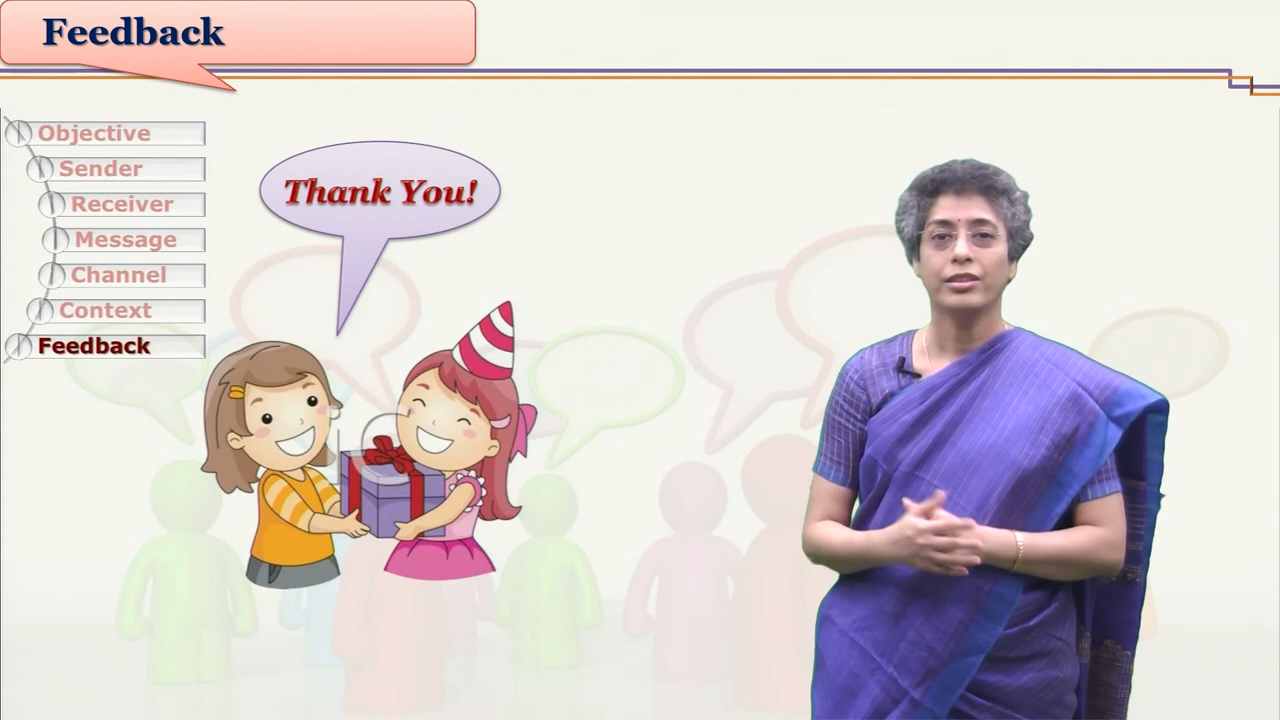 Feedback
Objective
Sender
Receiver
Message
Channel
Context
Feedback
Thank You!